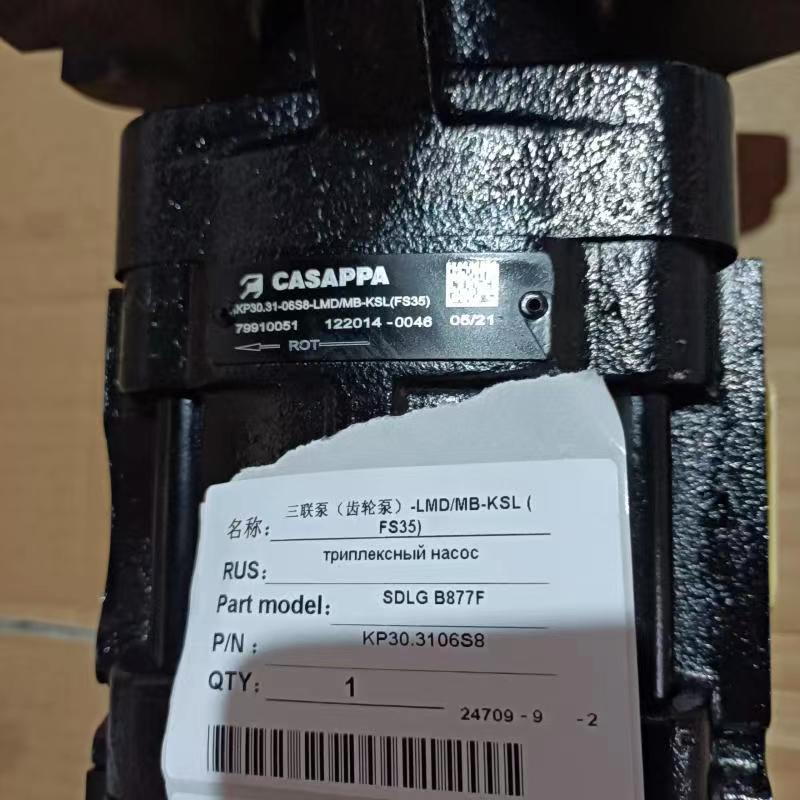 CASAPPA
KP30.31-06S8-LMD/MB-KSL(FS35)
79910051 122014-0046 05/21
ROT
名称: 三联泵（齿轮泵）-LMD/MB-KSL (
FS35)
RUS: триплексный насос
Part model: SDLG B877F
P/N : KP30.3106S8
QTY: 1
24709 - 9 -2